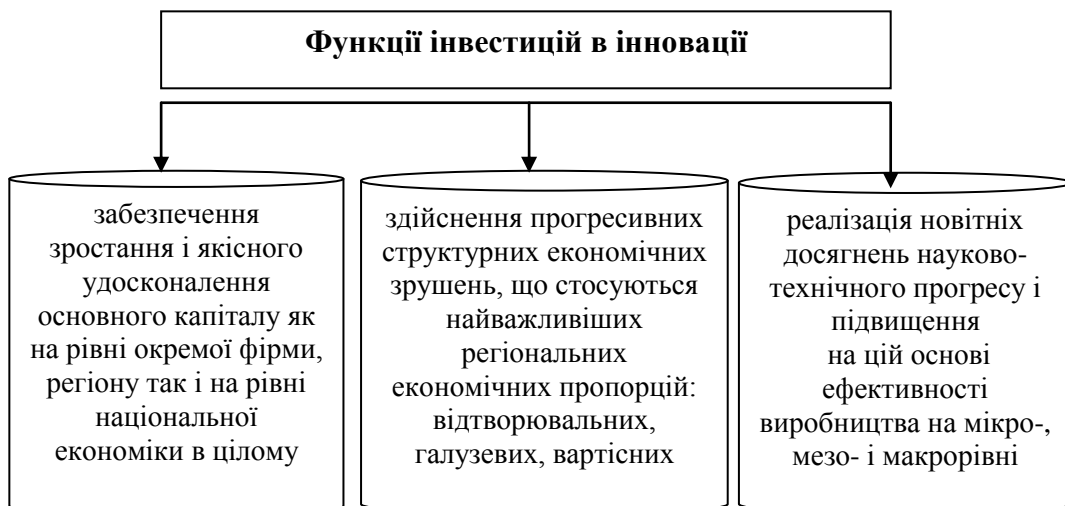 Функції інвестицій в інновації
забезпечення
зростання і якісного
удосконалення
основного капіталу як
на рівні окремої фірми,
регіону так і на рівні
національної
економіки в цілому
здійснення прогресивних
структурних економічних
зрушень, що стосуються
найважливіших
регіональних
економічних пропорцій:
відтворювальних,
галузевих, вартісних
реалізація новітніх
досягнень науково-
технічного прогресу і
підвищення
на цій основі
ефективності
виробництва на мікро-,
мезо- і макрорівні